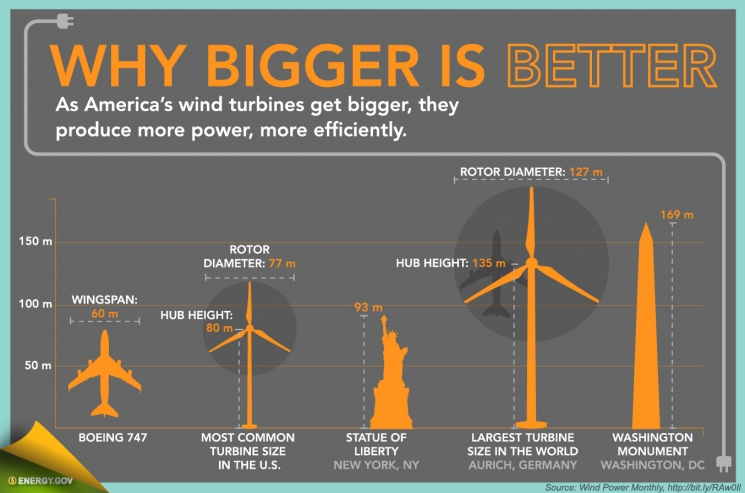 WHY BIGGER IS BETTER
As America's wind turbines get bigger, they
produce more power, more efficiently.
ROTOR DIAMETER: 127 m
169 m
150 m
ROTOR
DIAMETER: 77 m
HUB HEIGHT: 135 m
100 m
WINGSPAN:
60 m
HUB HEIGHT:
80 m
93 m
50 m
BOEING 747
MOST COMMON
TURBINE SIZE
IN THE U.S.
STATUE OF
LIBERTY
NEW YORK, NY
LARGEST TURBINE
SIZE IN THE WORLD
AURICH, GERMANY
WASHINGTON
MONUMENT
WASHINGTON, DC
ENERGY.GOV
Source: Wind Power Monthly, http://bit.ly/RAw0Il